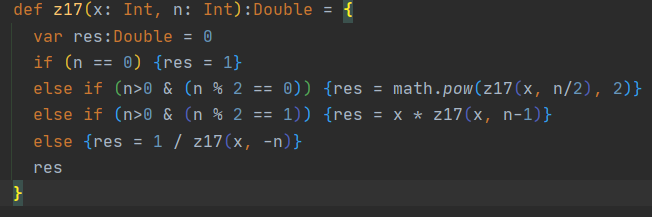 def z17(x: Int, n: Int):Double = {
  var res:Double = 0
  if (n == 0) {res = 1}
  else if (n>0 & (n % 2 == 0)) {res = math.pow(z17(x, n/2), 2)}
  else if (n>0 & (n % 2 == 1)) {res = x * z17(x, n-1)}
  else {res = 1 / z17(x, -n)}
  res
}